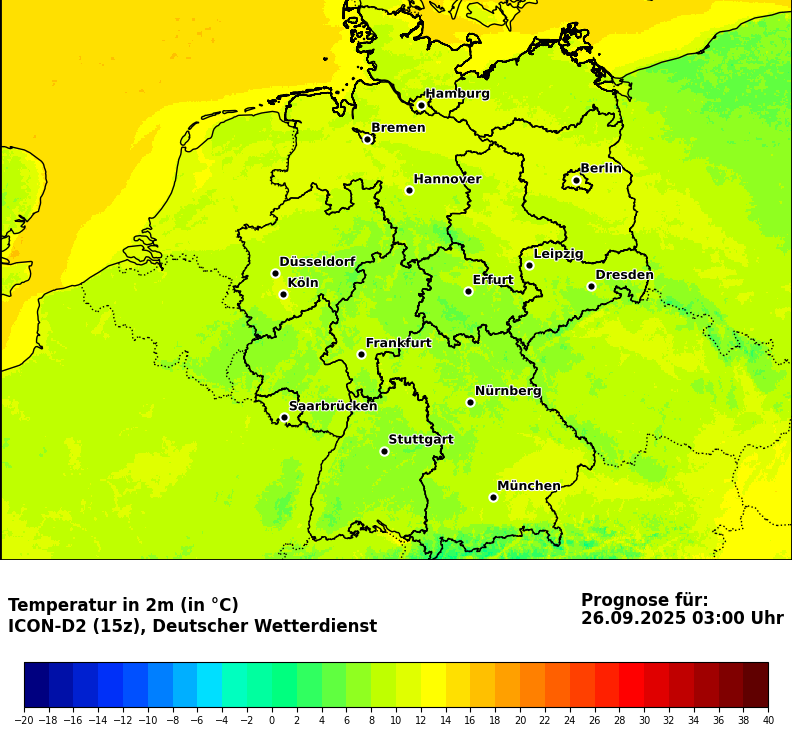 Hamburg
Bremen
Berlin
Hannover
Leipzig
Düsseldorf
Dresden
Köln
Erfurt
Frankfurt
Nürnberg
Saarbrücken
Stuttgart
München
Temperatur in 2m (in °C)
ICON-D2 (15z), Deutscher Wetterdienst
Prognose für:
26.09.2025 03:00 Uhr
−20 −18 −16 −14 −12 −10 −8 −6 −4 −2 0 2 4 6 8 10 12 14 16 18 20 22 24 26 28 30 32 34 36 38 40